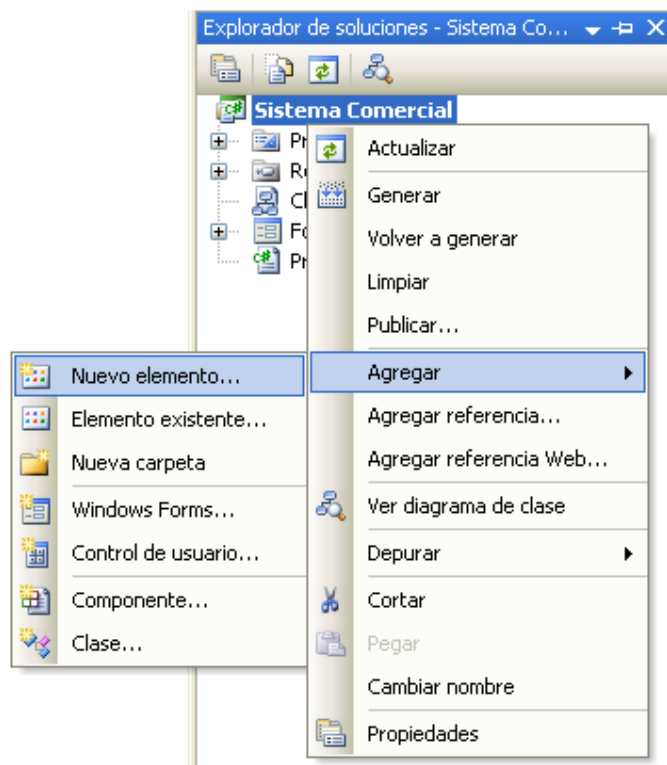 Explorador de soluciones - Sistema Co...
Sistema Comercial
Actualizar
Generar
Volver a generar
Limpiar
Publicar...
Agregar
Agregar referencia...
Agregar referencia Web...
Ver diagrama de clase
Depurar
Cortar
Pegar
Cambiar nombre
Propiedades
Nuevo elemento...
Elemento existente...
Nueva carpeta
Windows Forms...
Control de usuario...
Componente...
Clase...